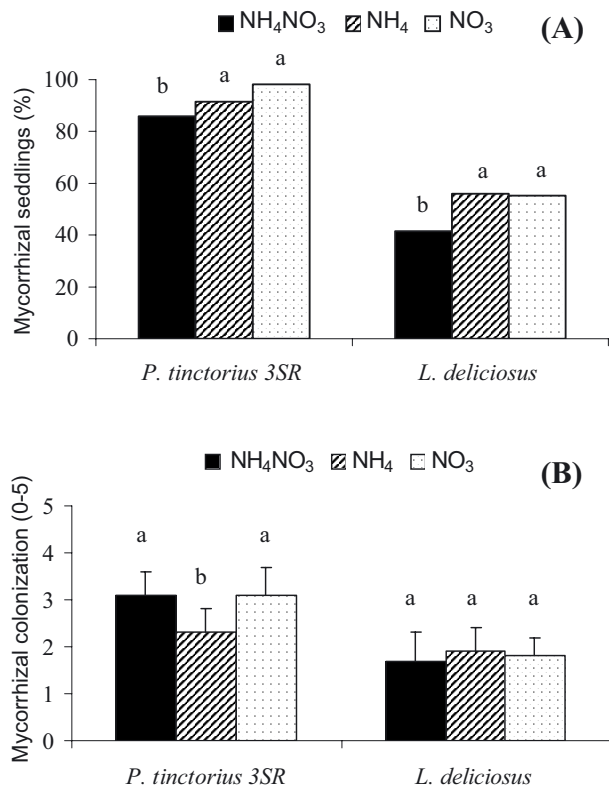 NH₄NO₃ NH₄ NO₃ (A)
Mycorrhizal seddlings (%)
100
80
60
40
20
0
b a a
b a a
P. tinctorius 3SR L. deliciosus
NH₄NO₃ NH₄ NO₃ (B)
Mycorrhizal colonization (0-5)
5
4
3
2
1
0
a b a
a a a
P. tinctorius 3SR L. deliciosus